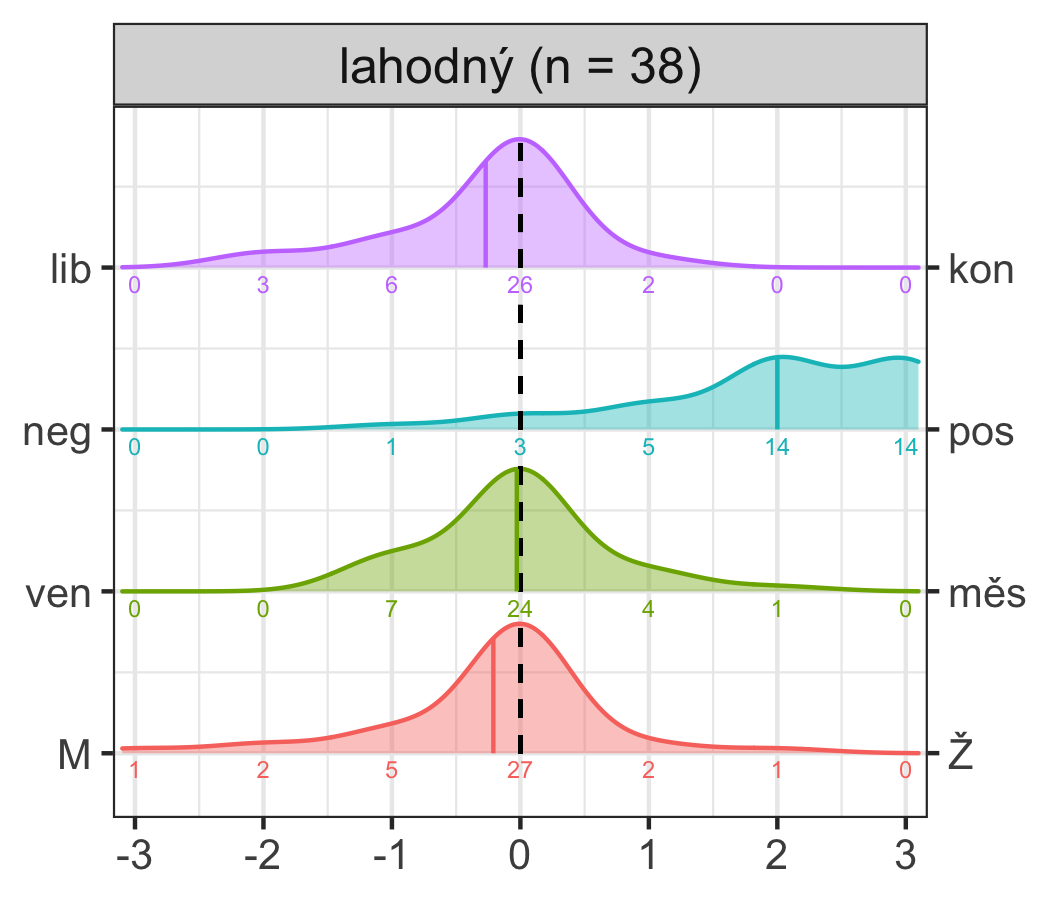 lahodný (n = 38)
lib kon
0 3 6 26 2 0 0
neg pos
0 0 1 3 5 14 14
ven měs
0 0 7 24 4 1 0
M Ž
1 2 5 27 2 1 0
-3 -2 -1 0 1 2 3